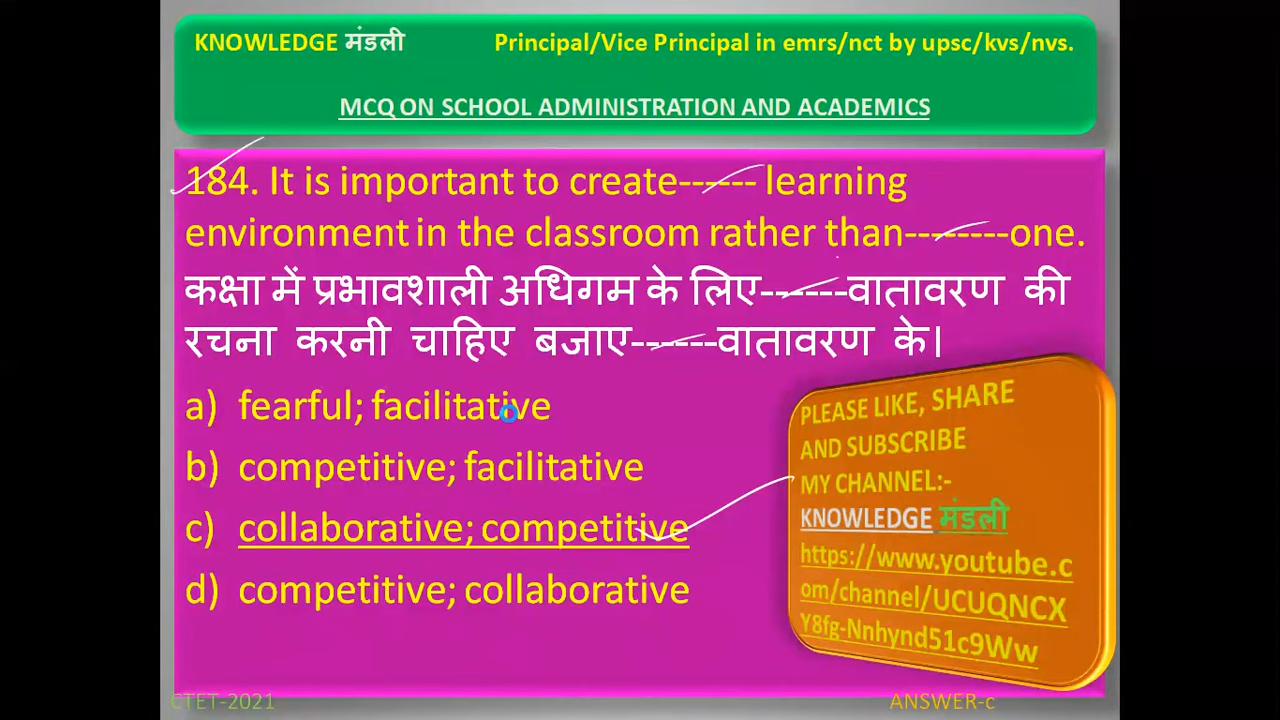 KNOWLEDGE मंडली Principal/Vice Principal in emrs/nct by upsc/kvs/nvs.
MCQ ON SCHOOL ADMINISTRATION AND ACADEMICS
184. It is important to create------ learning
environment in the classroom rather than--------one.
कक्षा में प्रभावशाली अधिगम के लिए------वातावरण की
रचना करनी चाहिए बजाए------वातावरण के।
a) fearful; facilitative
b) competitive; facilitative
c) collaborative; competitive
d) competitive; collaborative
PLEASE LIKE, SHARE
AND SUBSCRIBE
MY CHANNEL:-
KNOWLEDGE मंडली
https://www.youtube.c
om/channel/UCUQNCX
Y8fg-Nnhynd51c9Ww
CTET-2021 ANSWER-c